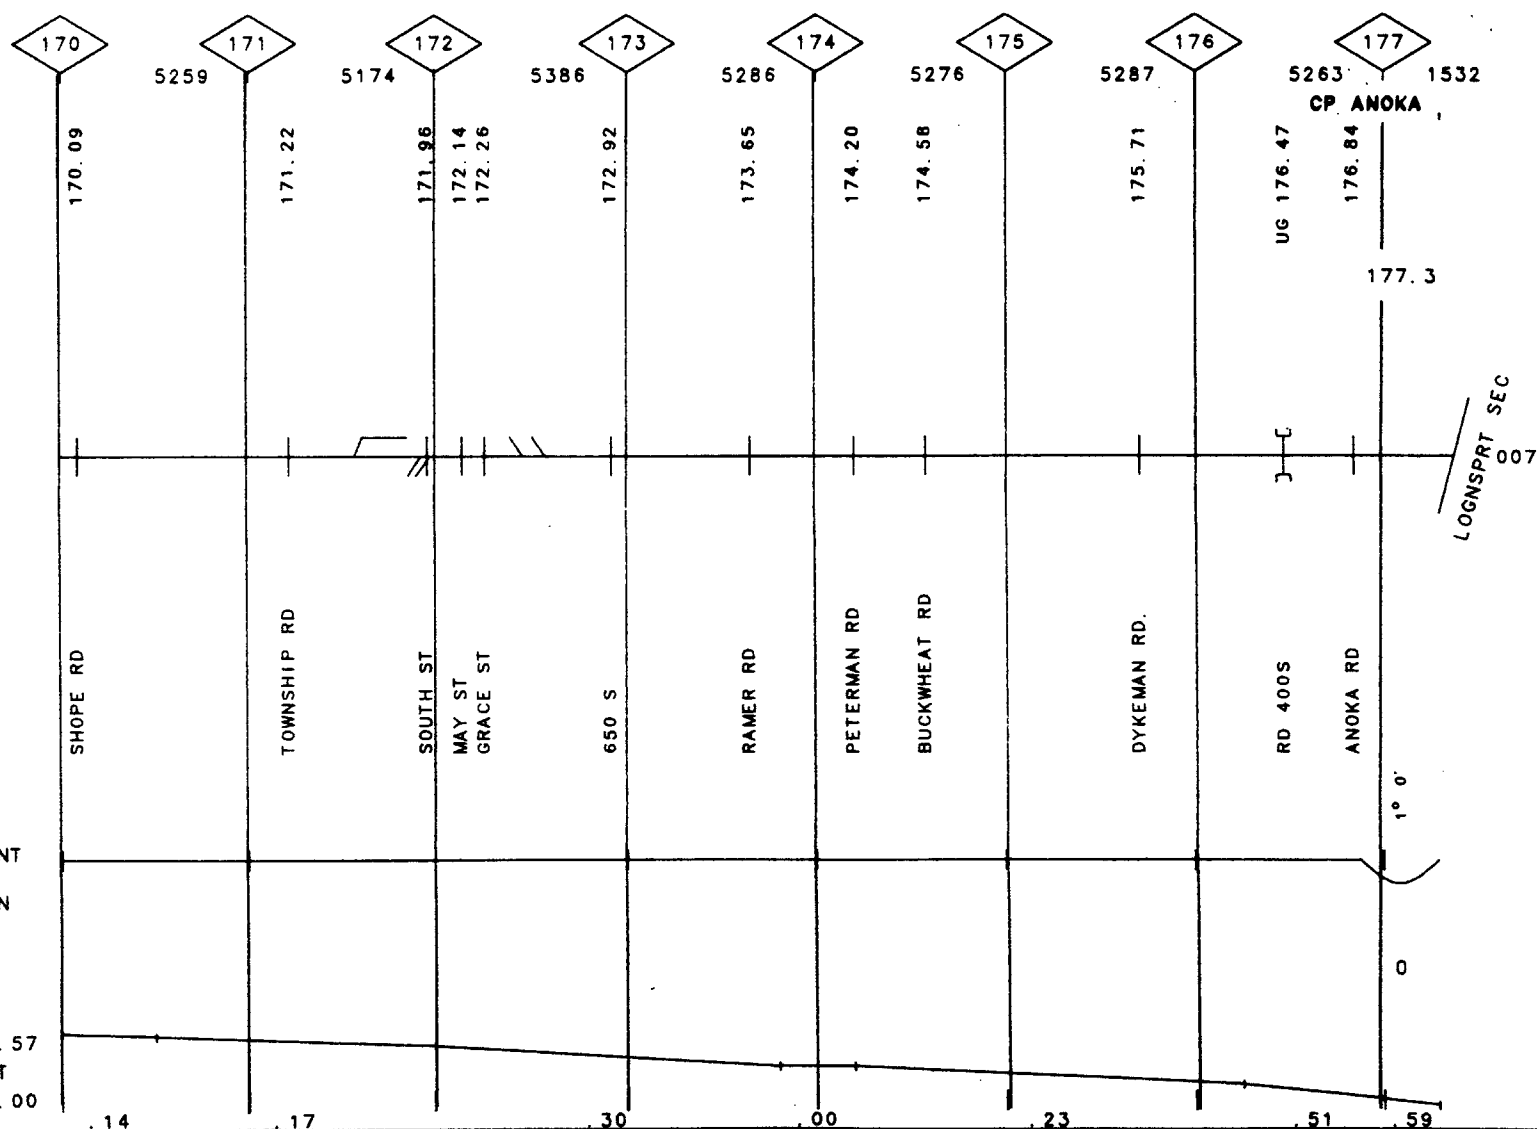 170 171 172 173 174 175 176 177
5259 5174 5386 5286 5276 5287 5263 1532
CP ANOKA
170.09 171.22 171.96 172.14 172.26 172.92 173.65 174.20 174.58 175.71 UG 176.47 176.84
177.3
LOGNSPRT SEC
007
SHOPE RD
TOWNSHIP RD
SOUTH ST
MAY ST
GRACE ST
650 S
RAMER RD
PETERMAN RD
BUCKWHEAT RD
DYKEMAN RD.
RD 400S
ANOKA RD
1° 0'
NT
N
0
.57
T
.00
.14 .17 .30 .00 .23 .51 .59